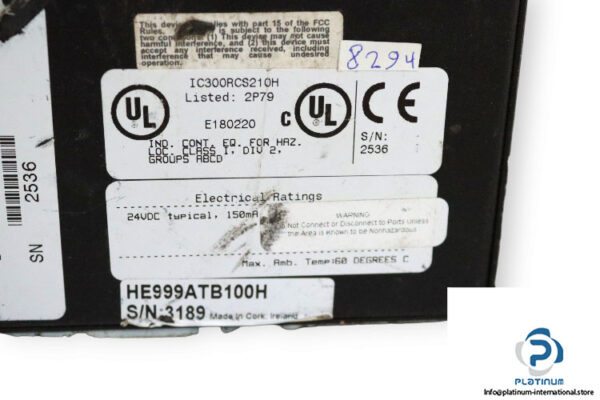 This device complies with part 15 of the FCC
Rules. is subject to the following
two conditions (1) This device may not cause
harmful interference, and (2) this device must
accept any interference received, including
interference that may cause undesired
operation.
8294
IC300RCS210H
Listed: 2P79
UL
C UL
CE
E180220
IND. CONT. EQ. FOR HAZ.
LOC. CLASS I, DIV 2,
GROUPS ABCD
S/N:
2536
SN 2536
Electrical Ratings
24VDC typical, 150mA
WARNING
Do Not Connect or Disconnect to Ports Unless
the Area is Known to be Nonhazardous
Max. Amb. Temp:60 DEGREES C
HE999ATB100H
S/N:3189 Made in Cork, Ireland
PLATINUM
info@platinum-international.store